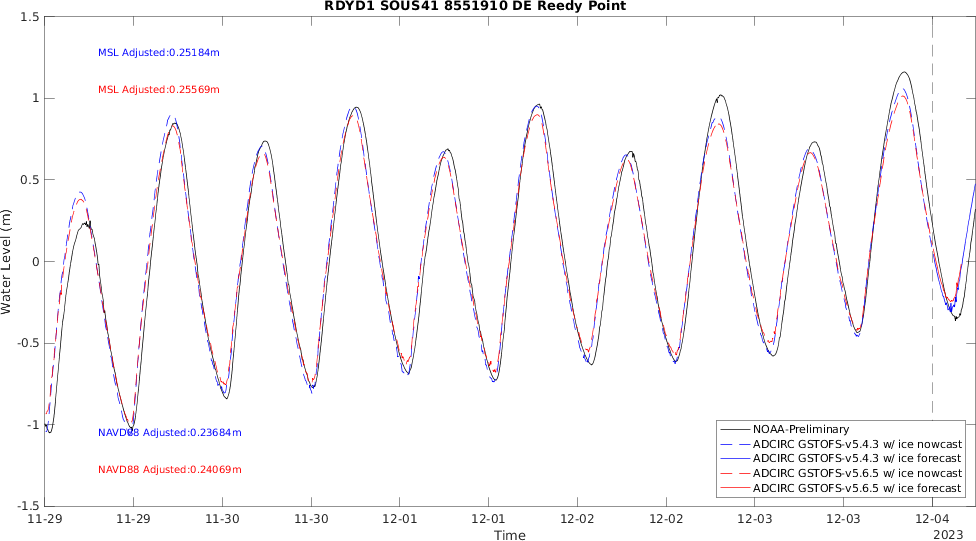 RDYD1 SOUS41 8551910 DE Reedy Point
1.5
1
0.5
0
-0.5
-1
-1.5
Water Level (m)
MSL Adjusted:0.25184m
MSL Adjusted:0.25569m
NAVD88 Adjusted:0.23684m
NAVD88 Adjusted:0.24069m
NOAA-Preliminary
ADCIRC GSTOFS-v5.4.3 w/ ice nowcast
ADCIRC GSTOFS-v5.4.3 w/ ice forecast
ADCIRC GSTOFS-v5.6.5 w/ ice nowcast
ADCIRC GSTOFS-v5.6.5 w/ ice forecast
11-29 11-29 11-30 11-30 12-01 12-01 12-02 12-02 12-03 12-03 12-04
Time
2023